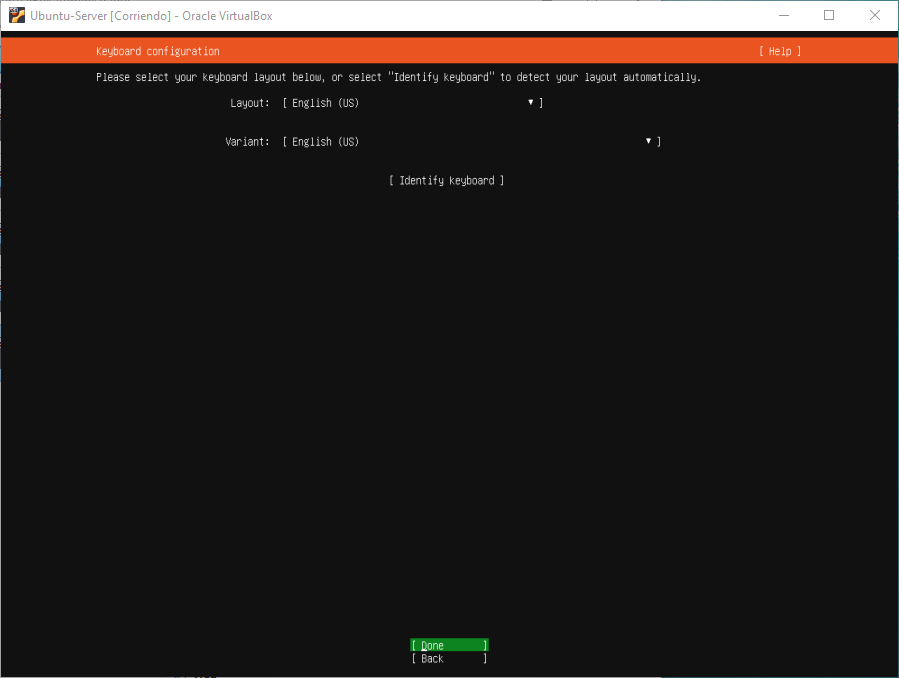 Ubuntu-Server [Corriendo] - Oracle VirtualBox
Keyboard configuration [ Help ]
Please select your keyboard layout below, or select "Identify keyboard" to detect your layout automatically.
Layout: [ English (US) ▾ ]
Variant: [ English (US) ▾ ]
[ Identify keyboard ]
[ Done ]
[ Back ]